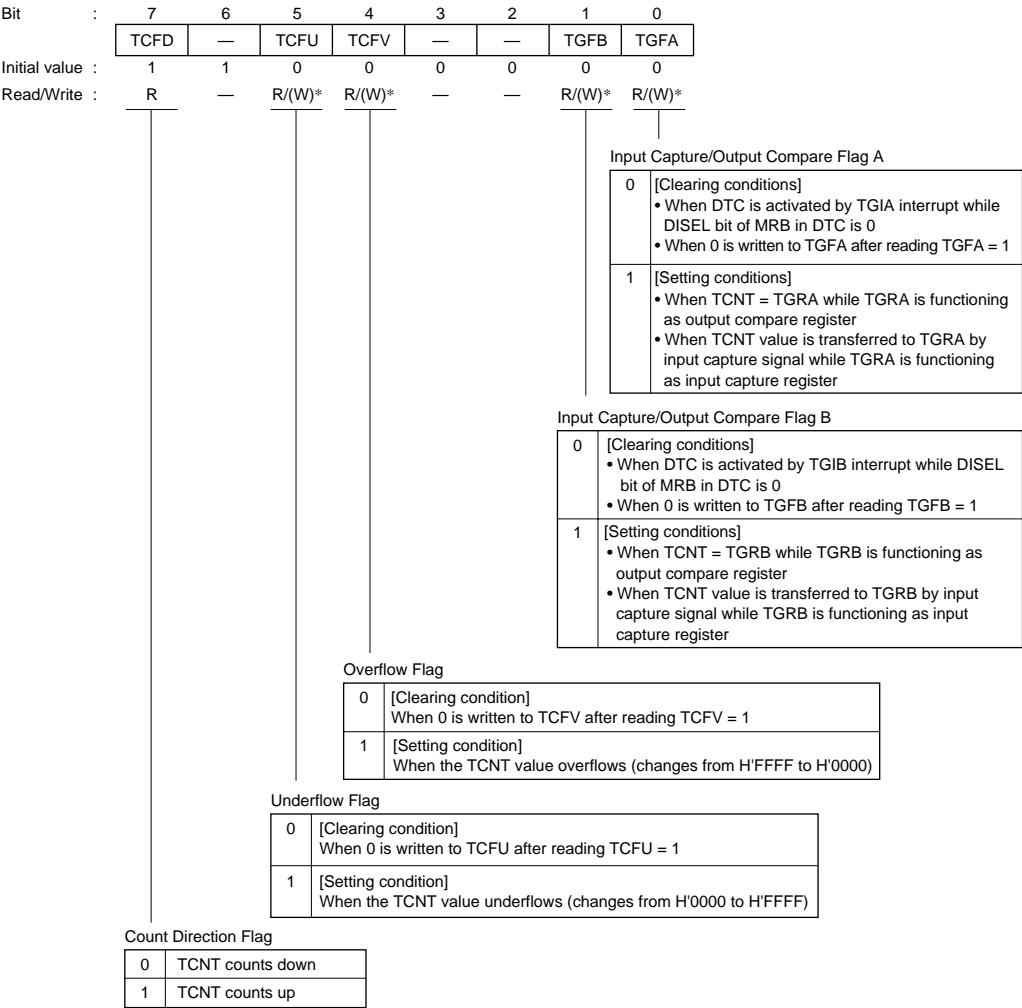 Bit : 7 6 5 4 3 2 1 0
TCFD — TCFU TCFV — — TGFB TGFA
Initial value : 1 1 0 0 0 0 0 0
Read/Write : R — R/(W)* R/(W)* — — R/(W)* R/(W)*
Input Capture/Output Compare Flag A
0 [Clearing conditions]
• When DTC is activated by TGIA interrupt while
DISEL bit of MRB in DTC is 0
• When 0 is written to TGFA after reading TGFA = 1
1 [Setting conditions]
• When TCNT = TGRA while TGRA is functioning
as output compare register
• When TCNT value is transferred to TGRA by
input capture signal while TGRA is functioning
as input capture register
Input Capture/Output Compare Flag B
0 [Clearing conditions]
• When DTC is activated by TGIB interrupt while DISEL
bit of MRB in DTC is 0
• When 0 is written to TGFB after reading TGFB = 1
1 [Setting conditions]
• When TCNT = TGRB while TGRB is functioning as
output compare register
• When TCNT value is transferred to TGRB by input
capture signal while TGRB is functioning as input
capture register
Overflow Flag
0 [Clearing condition]
When 0 is written to TCFV after reading TCFV = 1
1 [Setting condition]
When the TCNT value overflows (changes from H'FFFF to H'0000)
Underflow Flag
0 [Clearing condition]
When 0 is written to TCFU after reading TCFU = 1
1 [Setting condition]
When the TCNT value underflows (changes from H'0000 to H'FFFF)
Count Direction Flag
0 TCNT counts down
1 TCNT counts up